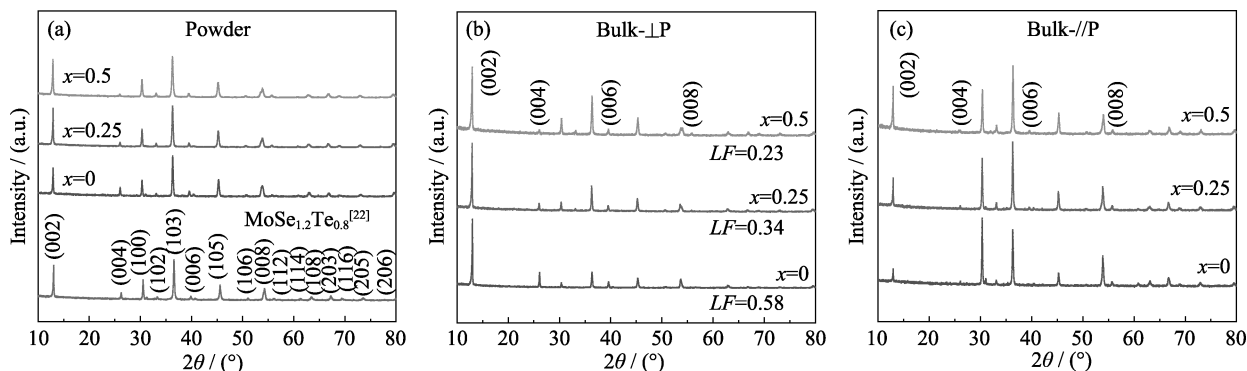 (a) Powder
x=0.5
x=0.25
x=0
MoSe1.2Te0.8[22]
(002)
(004)
(100)
(102)
(103)
(006)
(105)
(106)
(008)
(112)
(114)
(108)
(203)
(116)
(205)
(206)
Intensity / (a.u.)
10 20 30 40 50 60 70 80
2θ / (°)
(b) Bulk-⊥P
(002)
(004)
(006)
(008)
x=0.5
LF=0.23
x=0.25
LF=0.34
x=0
LF=0.58
Intensity / (a.u.)
10 20 30 40 50 60 70 80
2θ / (°)
(c) Bulk-//P
(002)
(004)
(006)
(008)
x=0.5
x=0.25
x=0
Intensity / (a.u.)
10 20 30 40 50 60 70 80
2θ / (°)